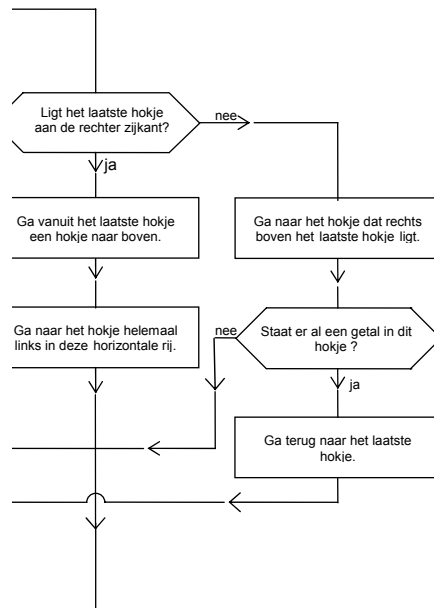 Ligt het laatste hokje
aan de rechter zijkant?
nee
ja
Ga vanuit het laatste hokje
een hokje naar boven.
Ga naar het hokje dat rechts
boven het laatste hokje ligt.
Ga naar het hokje helemaal
links in deze horizontale rij.
nee
Staat er al een getal in dit
hokje ?
ja
Ga terug naar het laatste
hokje.